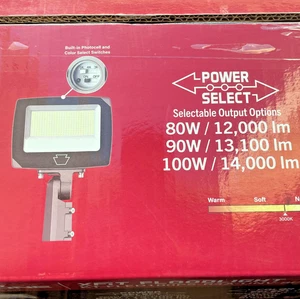 Built-in Photocell and
Color Select Switches
POWER
SELECT
Selectable Output Options
80W / 12,000 lm
90W / 13,100 lm
100W / 14,000 lm
Warm Soft
3000K